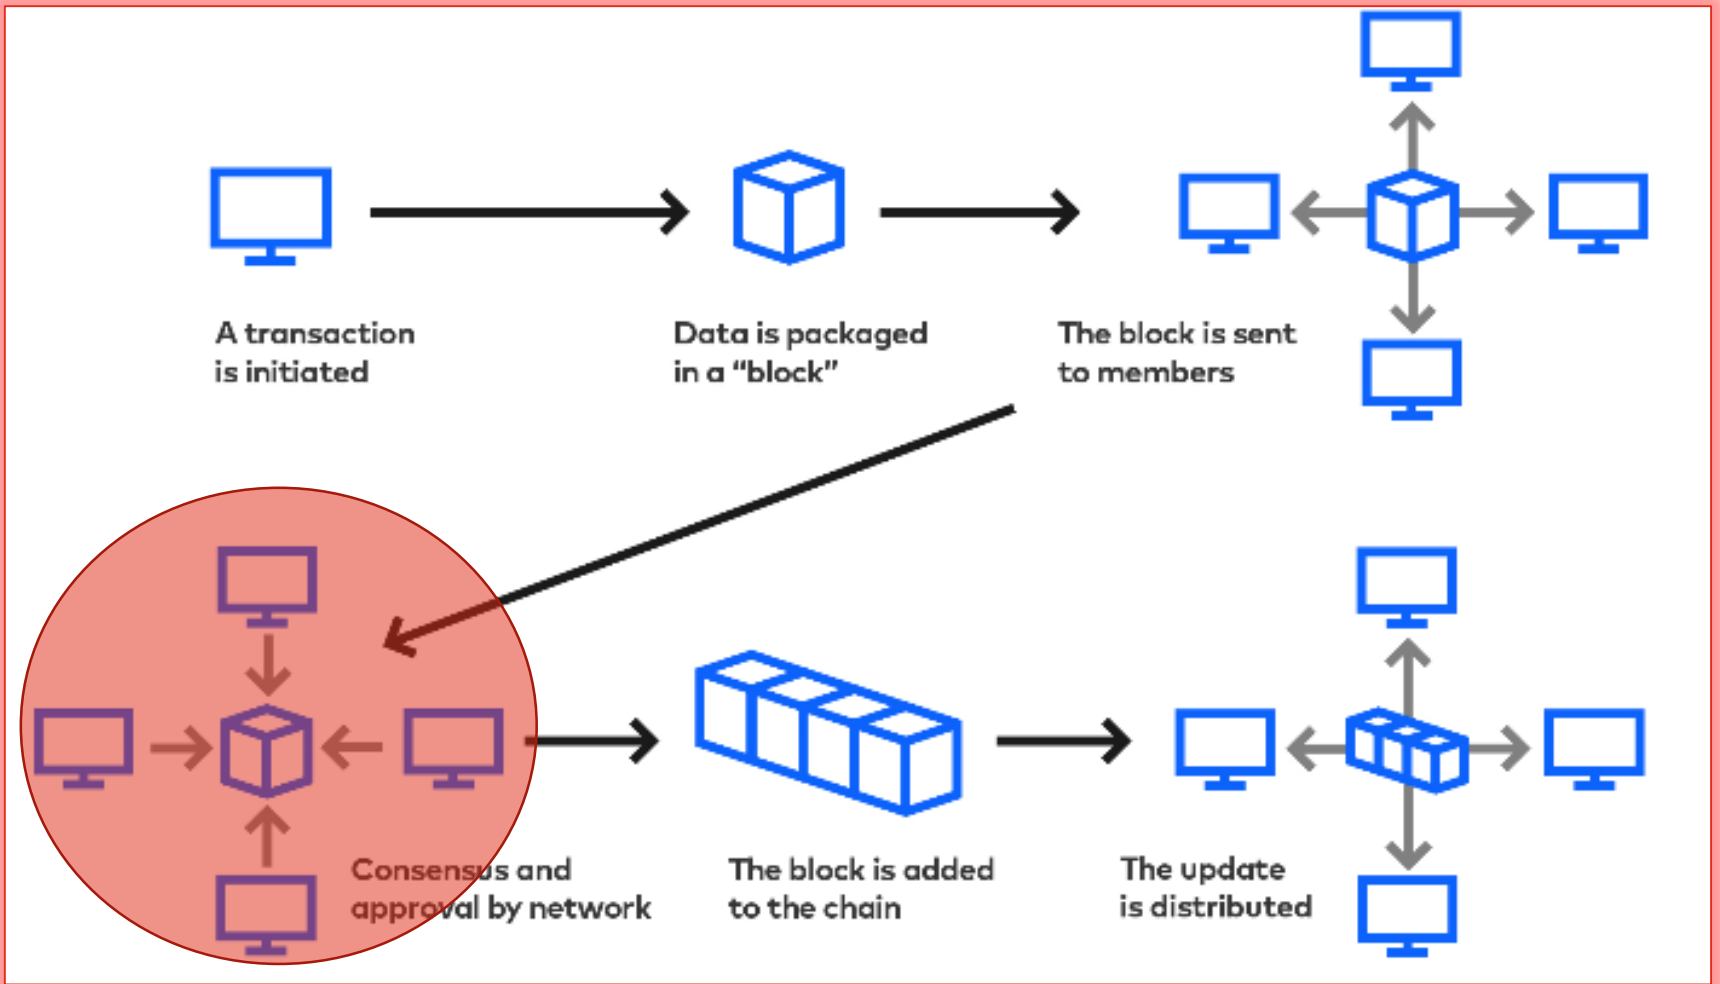 A transaction
is initiated
Data is packaged
in a “block”
The block is sent
to members
Consensus and
approval by network
The block is added
to the chain
The update
is distributed